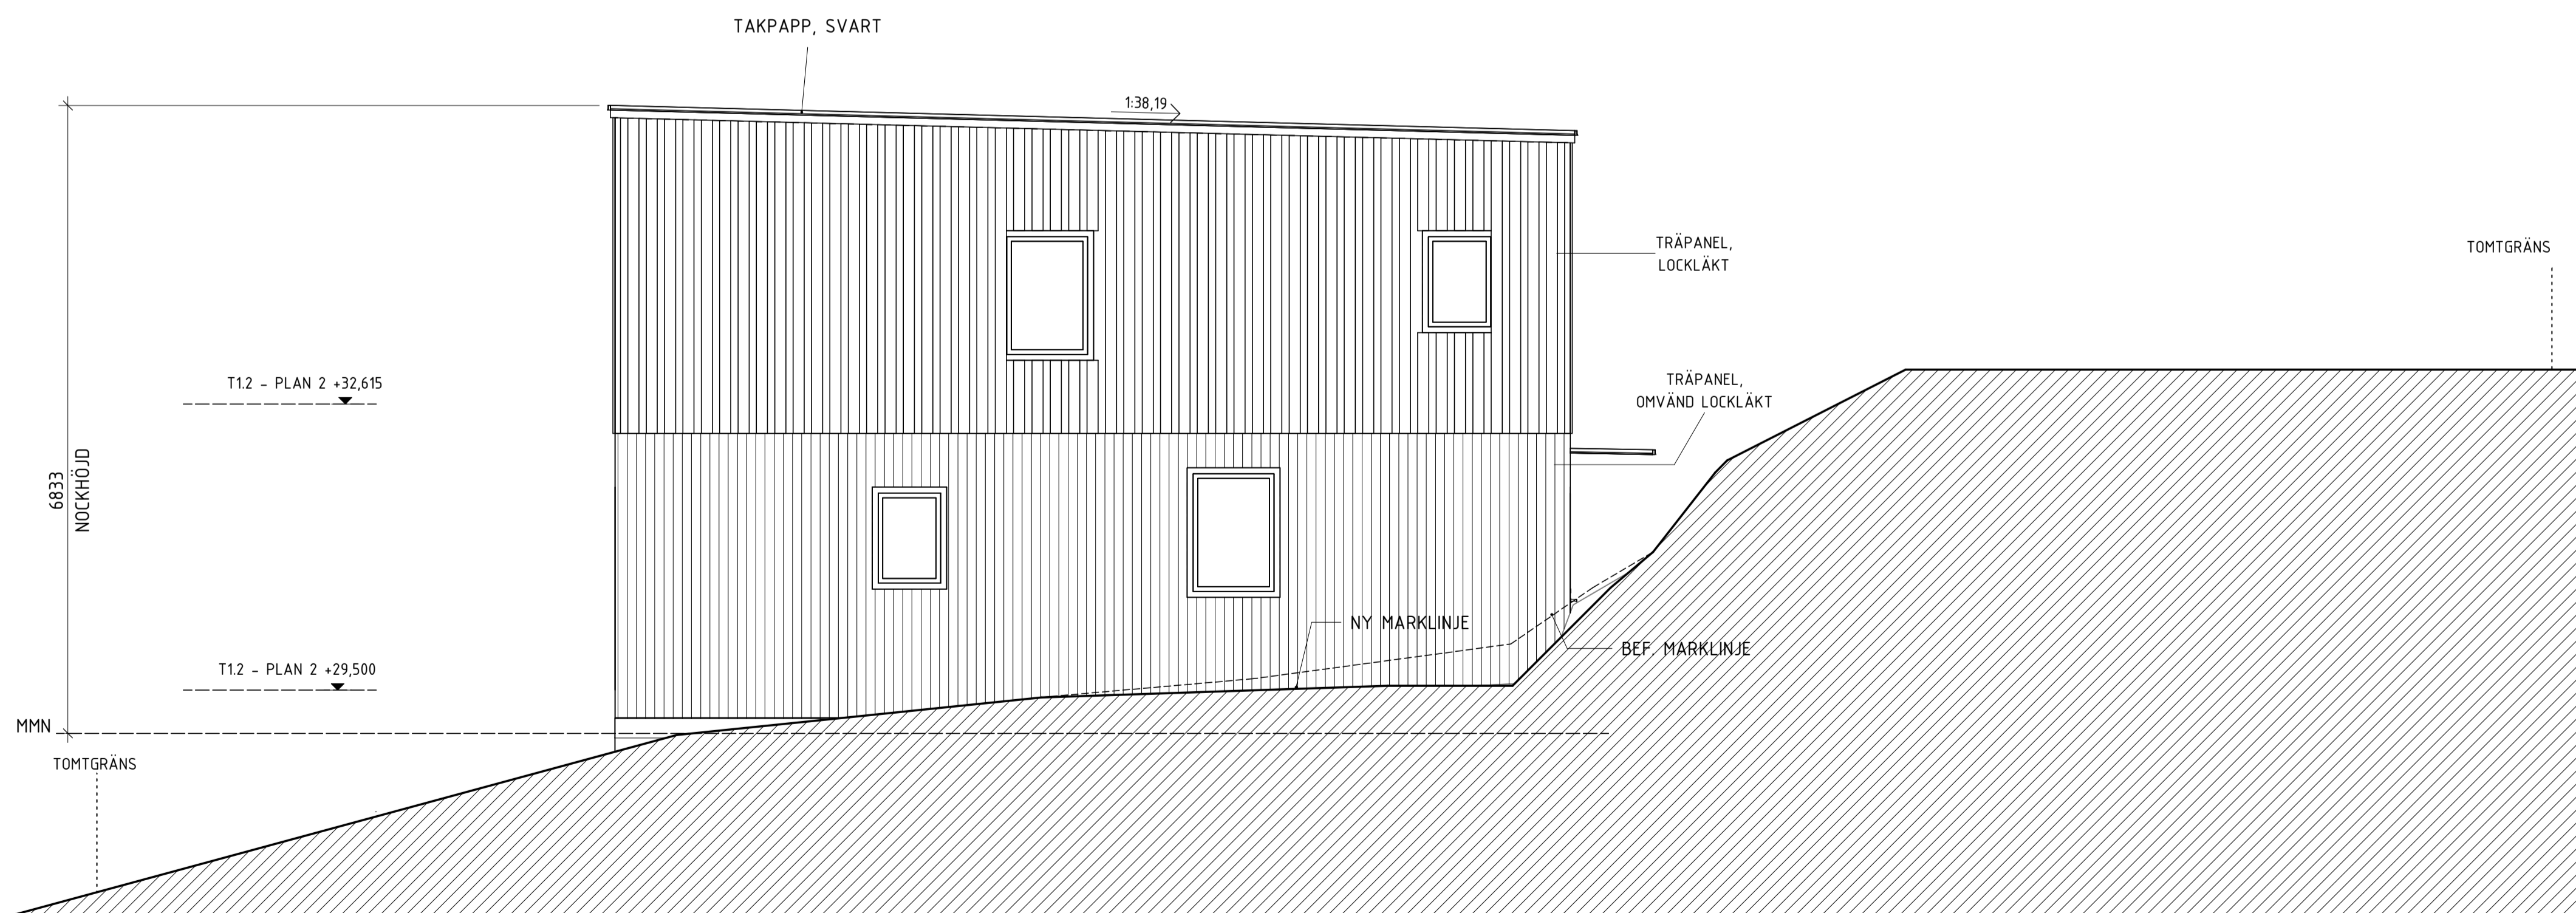 TAKPAPP, SVART
1:38,19
TRÄPANEL,
LOCKLÄKT
TOMTGRÄNS
T1.2 - PLAN 2 +32,615
TRÄPANEL,
OMVÄND LOCKLÄKT
6833
NOCKHÖJD
NY MARKLINJE
BEF. MARKLINJE
T1.2 - PLAN 2 +29,500
MMN
TOMTGRÄNS